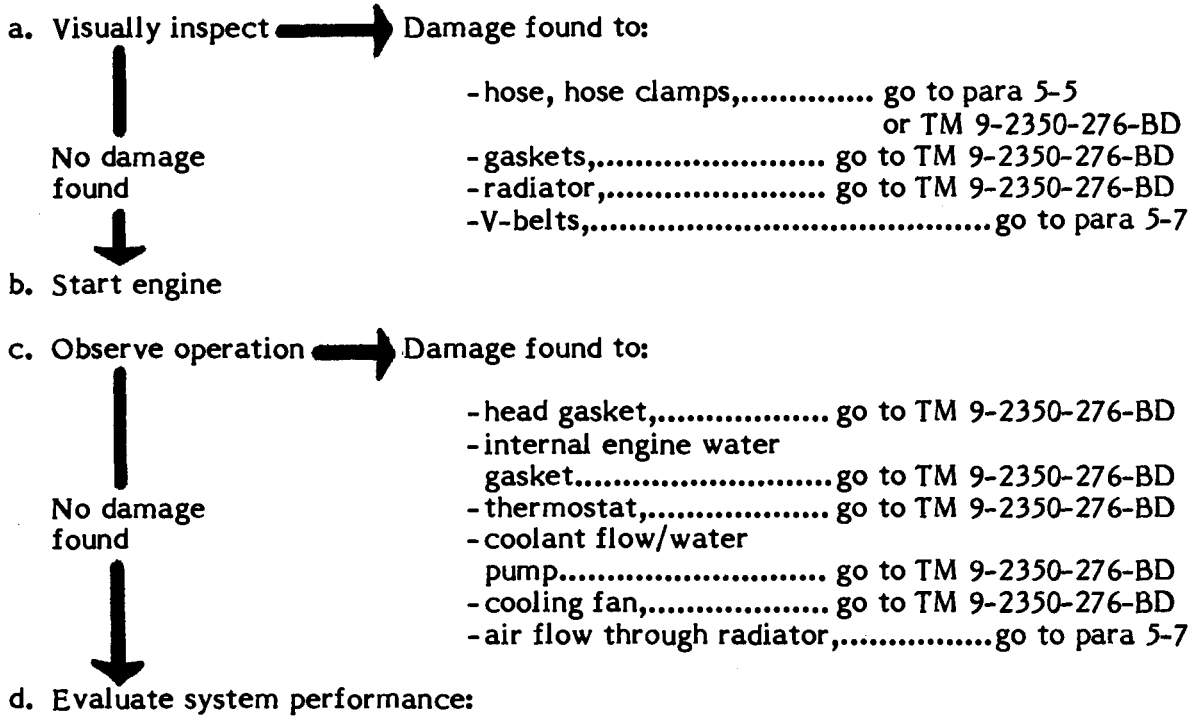 a. Visually inspect Damage found to:
-hose, hose clamps,............... go to para 5-5
or TM 9-2350-276-BD
No damage -gaskets,....................... go to TM 9-2350-276-BD
found -radiator,...................... go to TM 9-2350-276-BD
-V-belts,..........................................go to para 5-7
b. Start engine
c. Observe operation Damage found to:
-head gasket,................... go to TM 9-2350-276-BD
-internal engine water
gasket...........................go to TM 9-2350-276-BD
No damage -thermostat,.................... go to TM 9-2350-276-BD
found -coolant flow/water
pump............................ go to TM 9-2350-276-BD
-cooling fan,................... go to TM 9-2350-276-BD
-air flow through radiator,.................go to para 5-7
d. Evaluate system performance: